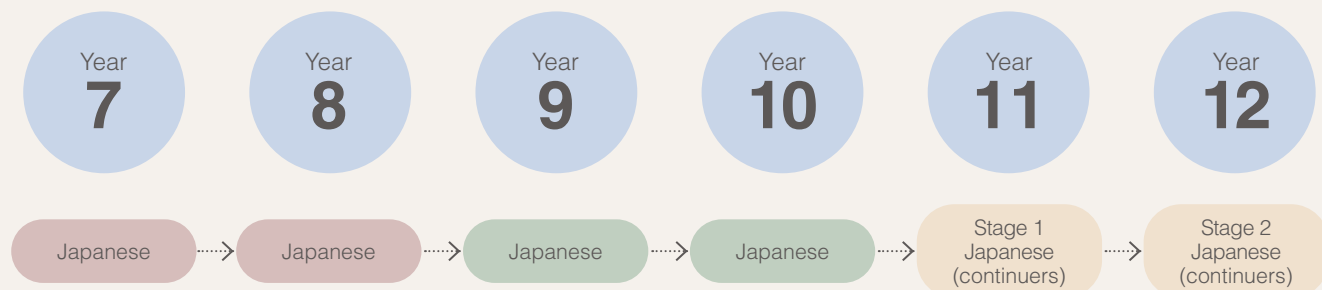 Year
7
Year
8
Year
9
Year
10
Year
11
Year
12
Japanese
Japanese
Japanese
Japanese
Stage 1
Japanese
(continuers)
Stage 2
Japanese
(continuers)